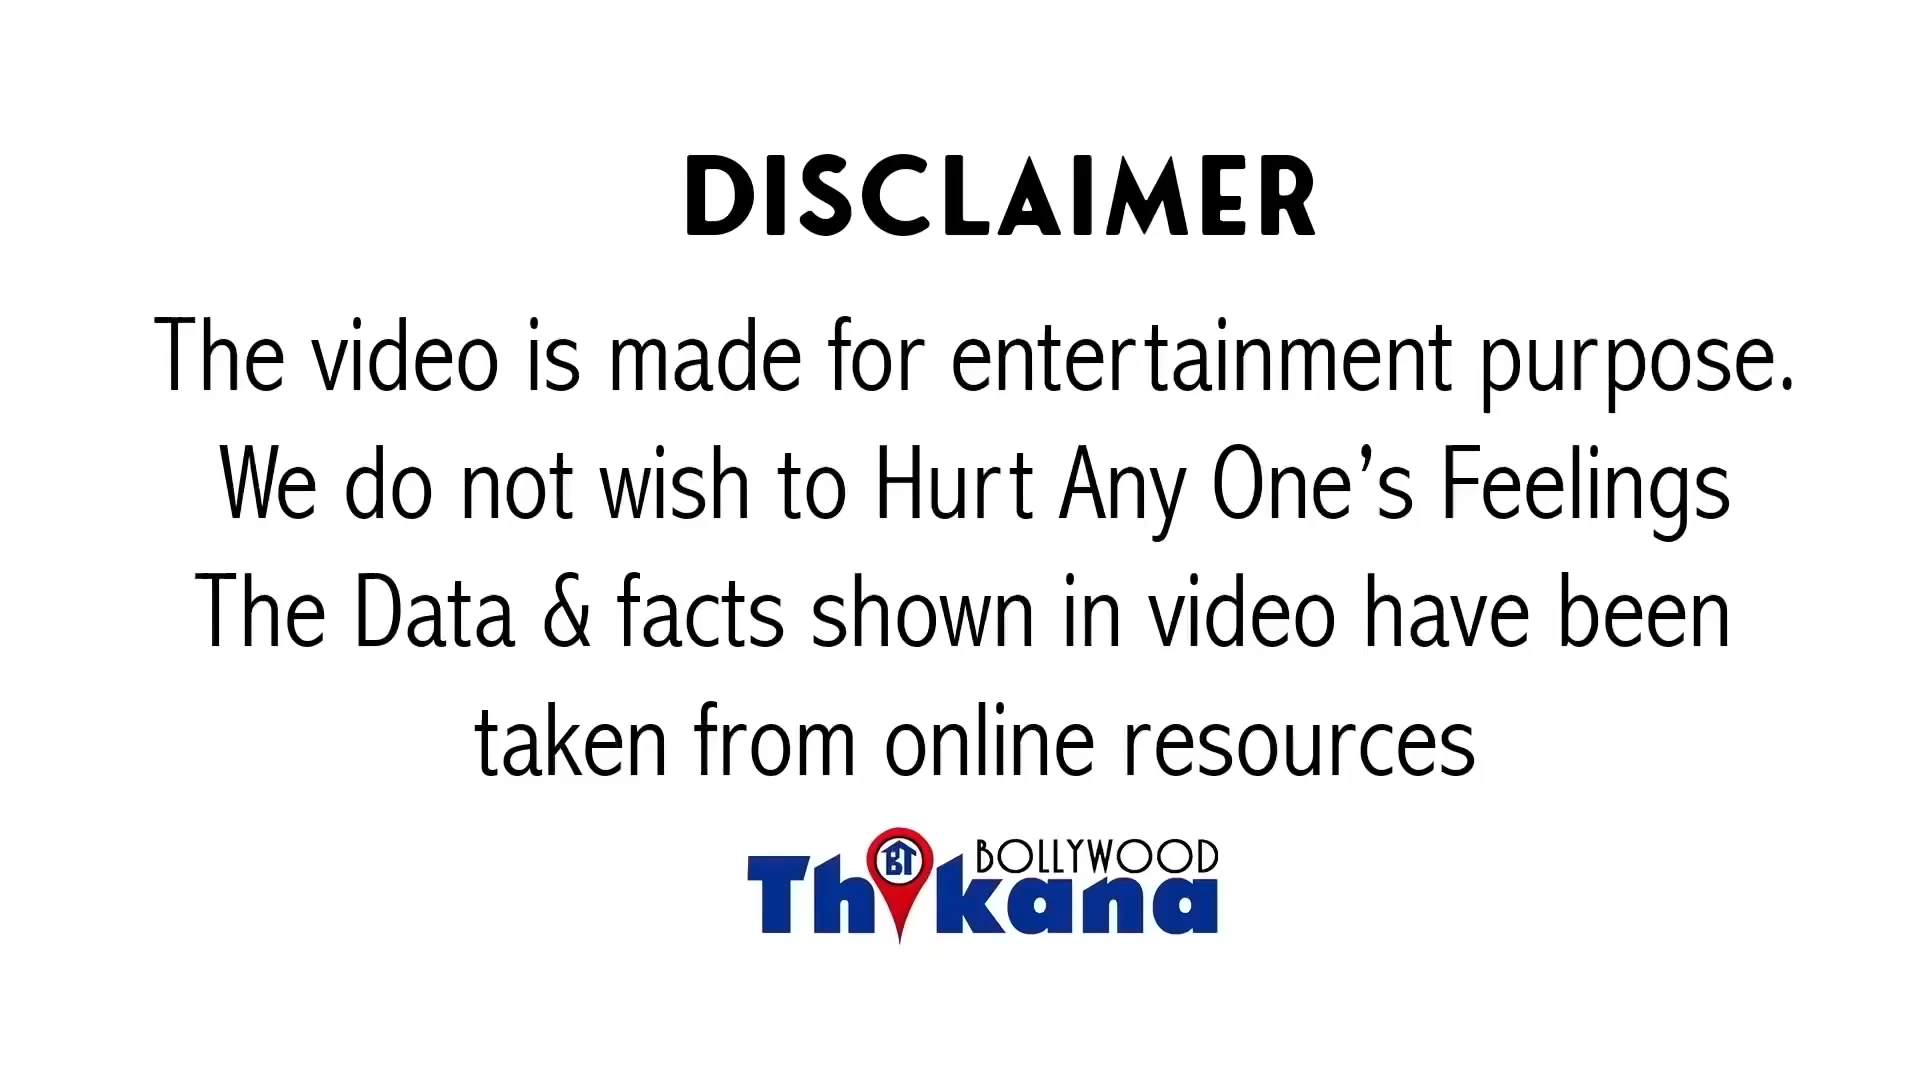 DISCLAIMER
The video is made for entertainment purpose.
We do not wish to Hurt Any One’s Feelings
The Data & facts shown in video have been
taken from online resources
BT
BOLLYWOOD
Thikana